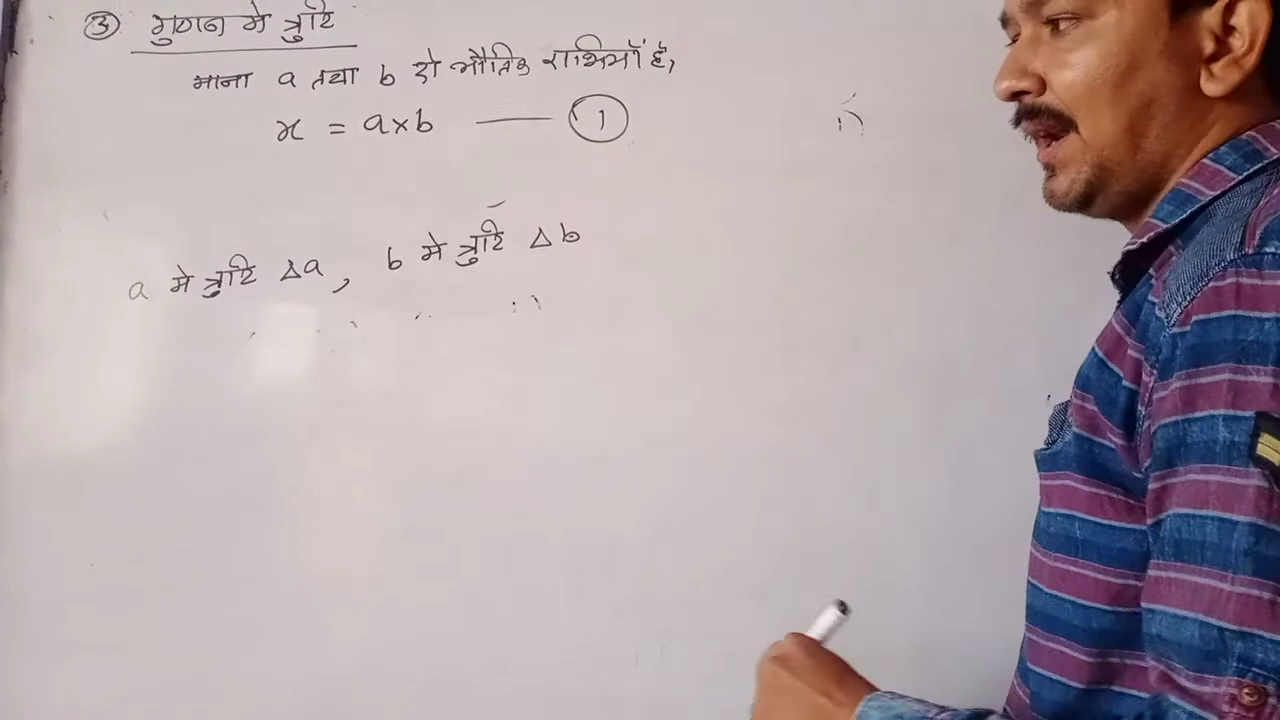 ③ गुणन मे त्रुटि
माना a तथा b दो भौतिक राशियाँ है,
x = a×b —— ①
a मे त्रुटि Δa, b मे त्रुटि Δb